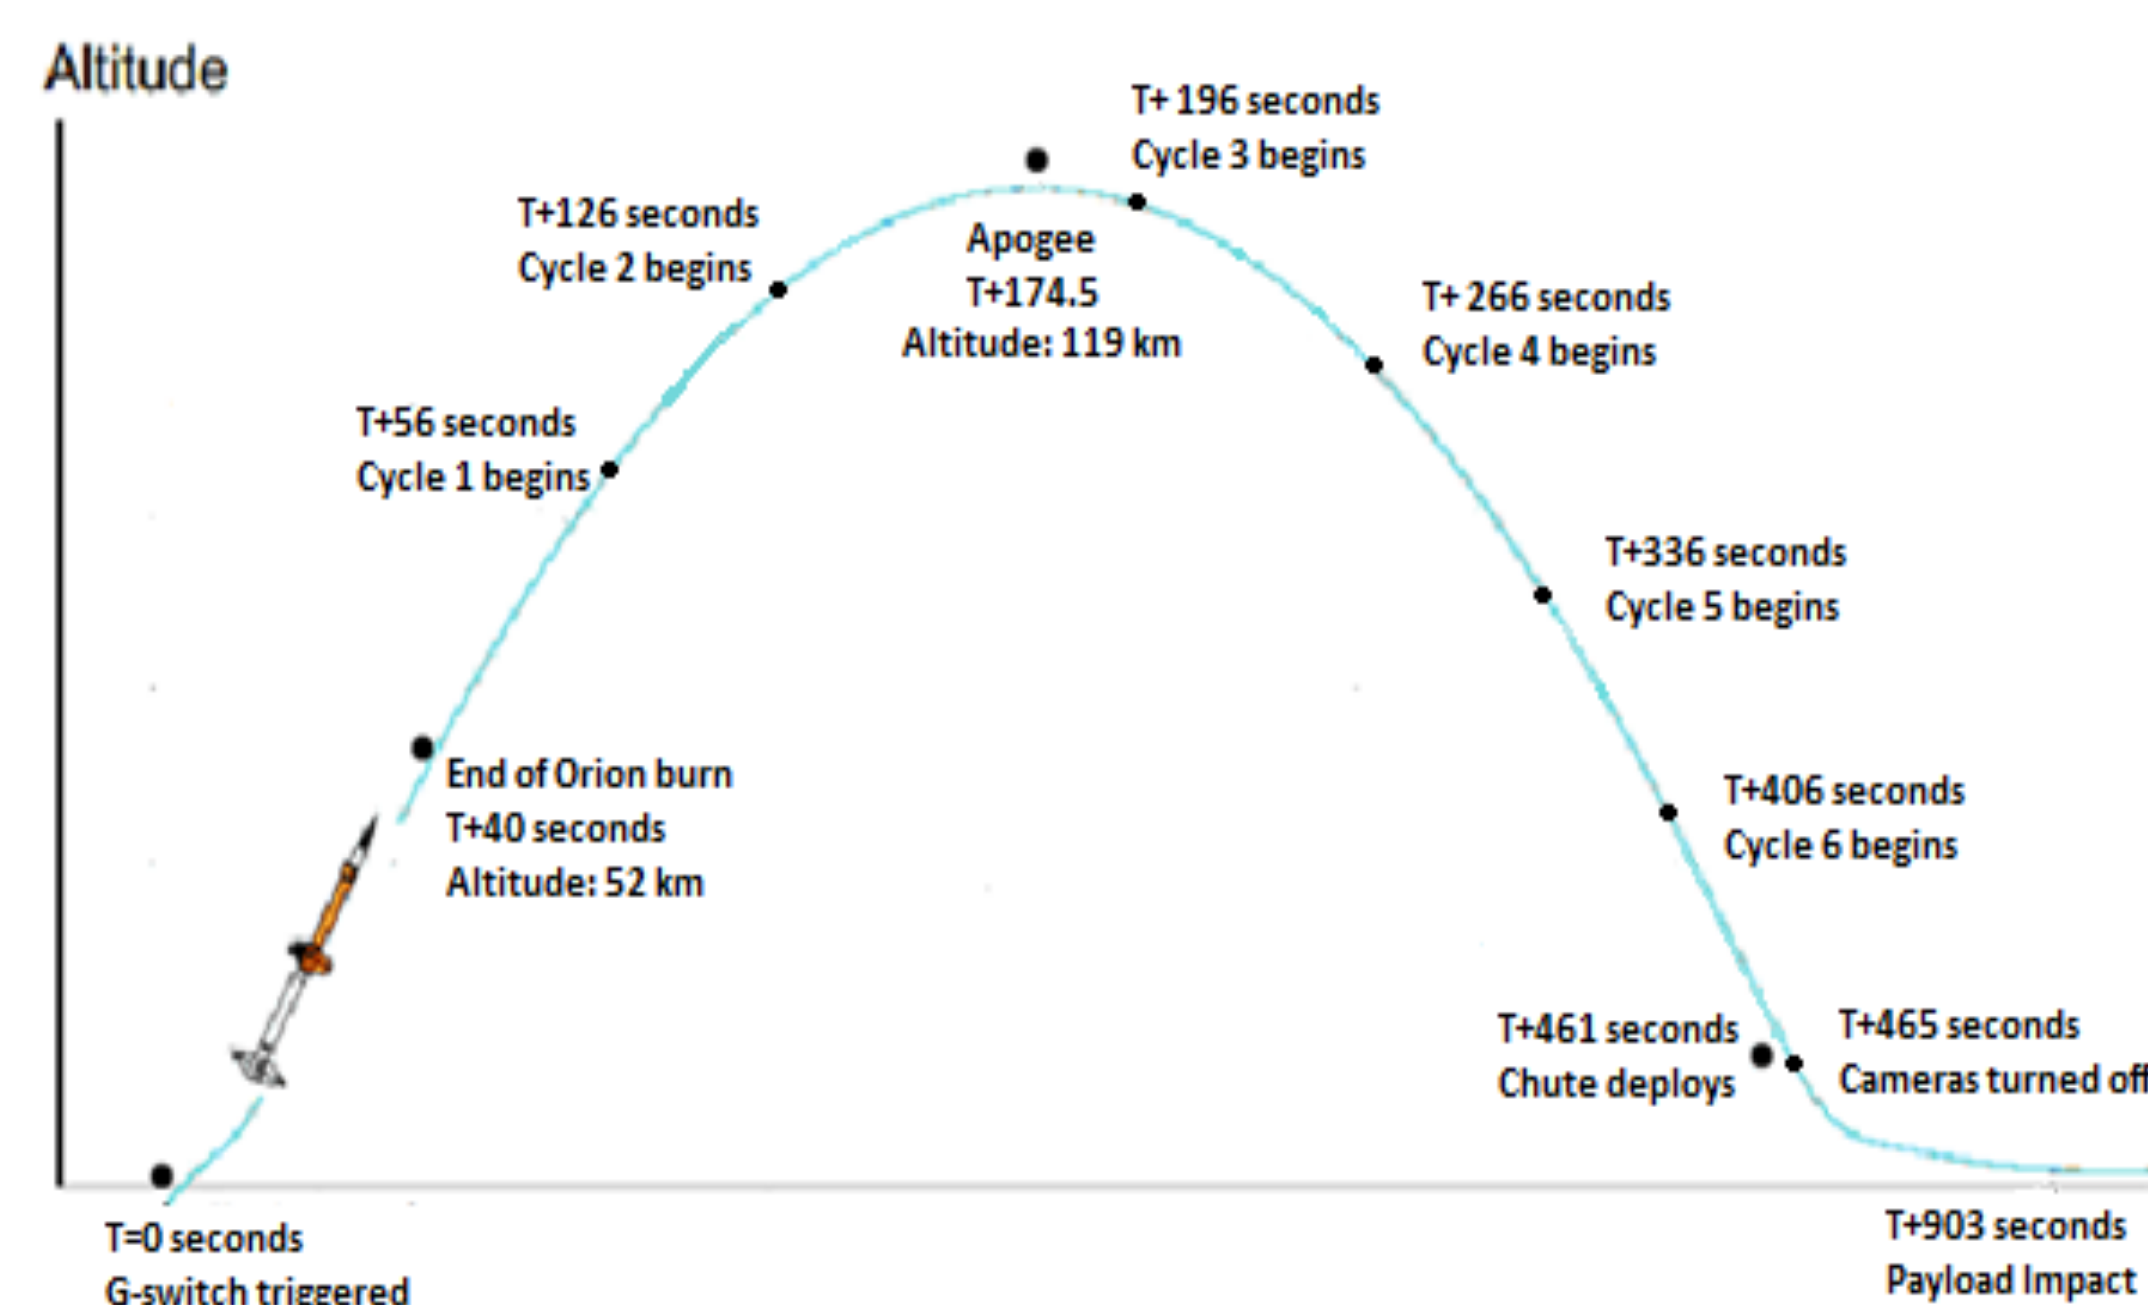 Altitude
T+ 196 seconds
Cycle 3 begins
T+126 seconds
Cycle 2 begins
Apogee
T+174.5
Altitude: 119 km
T+ 266 seconds
Cycle 4 begins
T+56 seconds
Cycle 1 begins
T+336 seconds
Cycle 5 begins
End of Orion burn
T+40 seconds
Altitude: 52 km
T+406 seconds
Cycle 6 begins
T+461 seconds
Chute deploys
T+465 seconds
Cameras turned off
T=0 seconds
G-switch triggered
T+903 seconds
Payload Impact